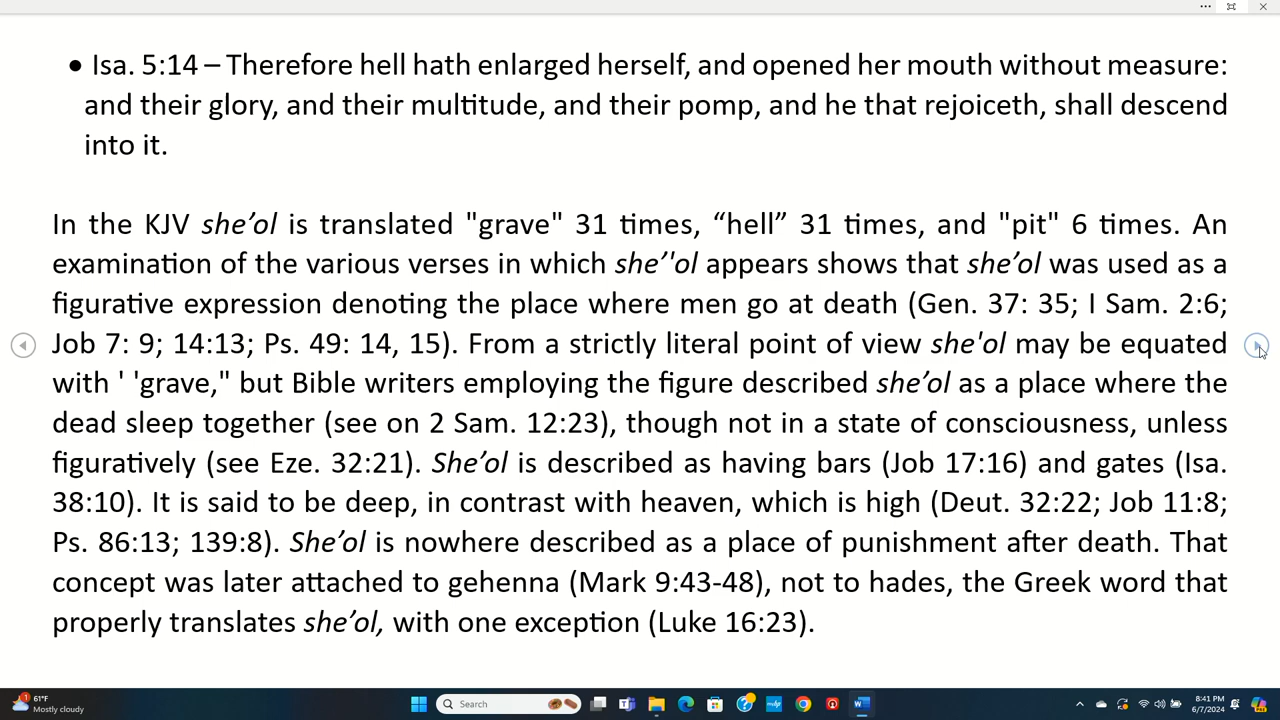 • Isa. 5:14 – Therefore hell hath enlarged herself, and opened her mouth without measure:
and their glory, and their multitude, and their pomp, and he that rejoiceth, shall descend
into it.
In the KJV she’ol is translated "grave" 31 times, “hell” 31 times, and "pit" 6 times. An
examination of the various verses in which she’'ol appears shows that she’ol was used as a
figurative expression denoting the place where men go at death (Gen. 37: 35; I Sam. 2:6;
Job 7: 9; 14:13; Ps. 49: 14, 15). From a strictly literal point of view she'ol may be equated
with ' 'grave," but Bible writers employing the figure described she’ol as a place where the
dead sleep together (see on 2 Sam. 12:23), though not in a state of consciousness, unless
figuratively (see Eze. 32:21). She’ol is described as having bars (Job 17:16) and gates (Isa.
38:10). It is said to be deep, in contrast with heaven, which is high (Deut. 32:22; Job 11:8;
Ps. 86:13; 139:8). She’ol is nowhere described as a place of punishment after death. That
concept was later attached to gehenna (Mark 9:43-48), not to hades, the Greek word that
properly translates she’ol, with one exception (Luke 16:23).
1
61°F
Mostly cloudy
Search
8:41 PM
6/7/2024